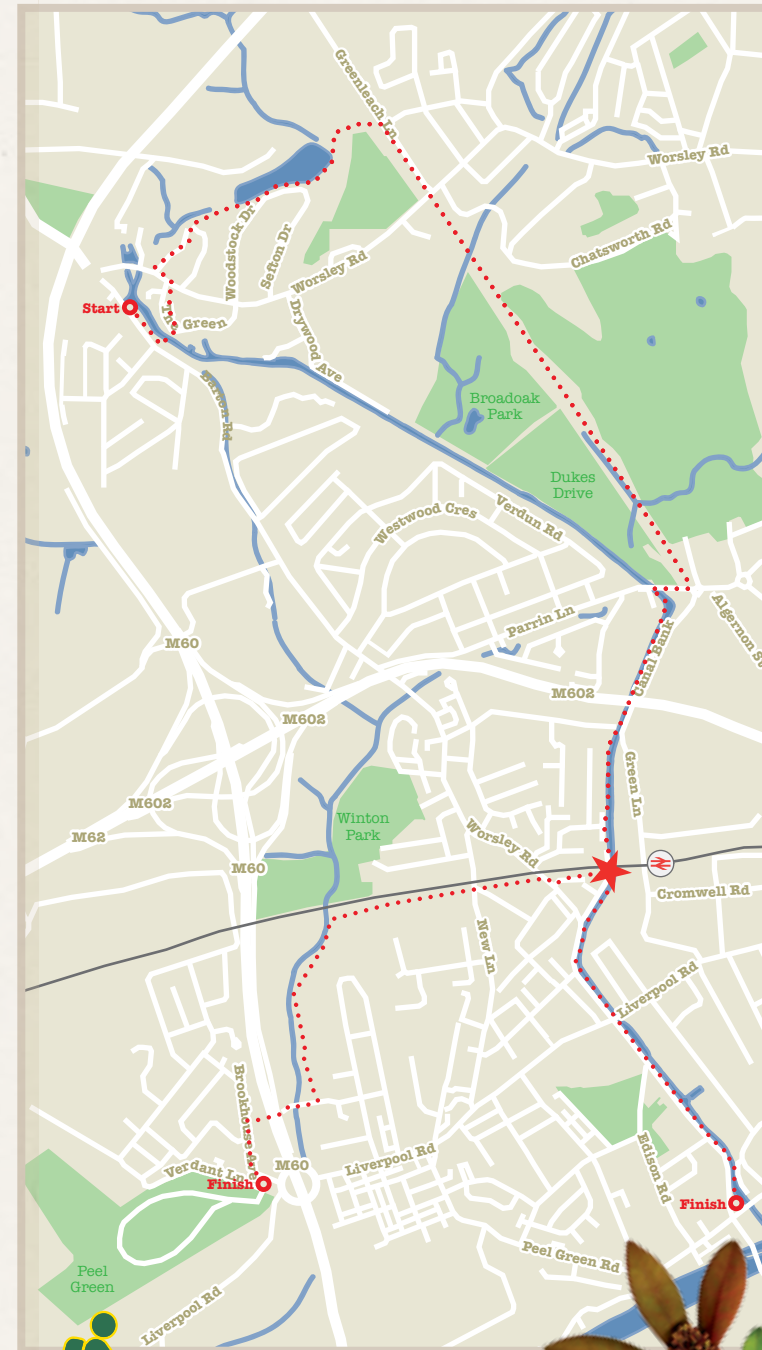 Greenleach Ln
Worsley Rd
Woodstock Dr
Sefton Dr
Chatsworth Rd
Worsley Rd
Start
The Green
Drywood Ave
Barton Rd
Broadoak
Park
Dukes
Drive
Westwood Cres
Verdun Rd
Parrin Ln
Algernon St
Canal Bank
M60
M602
M602
Green Ln
M602
Winton
Park
M62
Worsley Rd
M60
Cromwell Rd
New Ln
Liverpool Rd
Brookhouse Ave
Edison Rd
Liverpool Rd
Verdant Ln
M60
Finish
Finish
Peel Green Rd
Peel
Green
Liverpool Rd